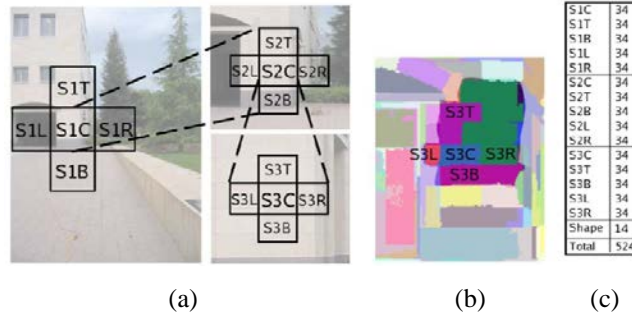 S1T
S1L S1C S1R
S1B
S2T
S2L S2C S2R
S2B
S3T
S3L S3C S3R
S3B
S3T
S3L S3C S3R
S3B
S1C 34
S1T 34
S1B 34
S1L 34
S1R 34
S2C 34
S2T 34
S2B 34
S2L 34
S2R 34
S3C 34
S3T 34
S3B 34
S3L 34
S3R 34
Shape 14
Total 524
(a) (b) (c)